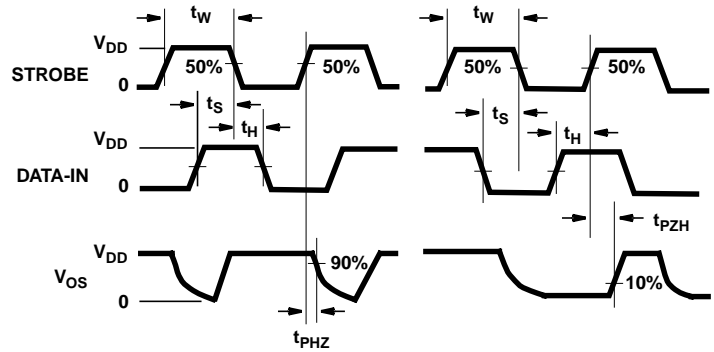 tW tW
VDD
STROBE 50% 50% 50% 50%
0
tS tS
tH tH
VDD
DATA-IN
0
tPZH
VDD
90%
VOS
10%
0
tPHZ